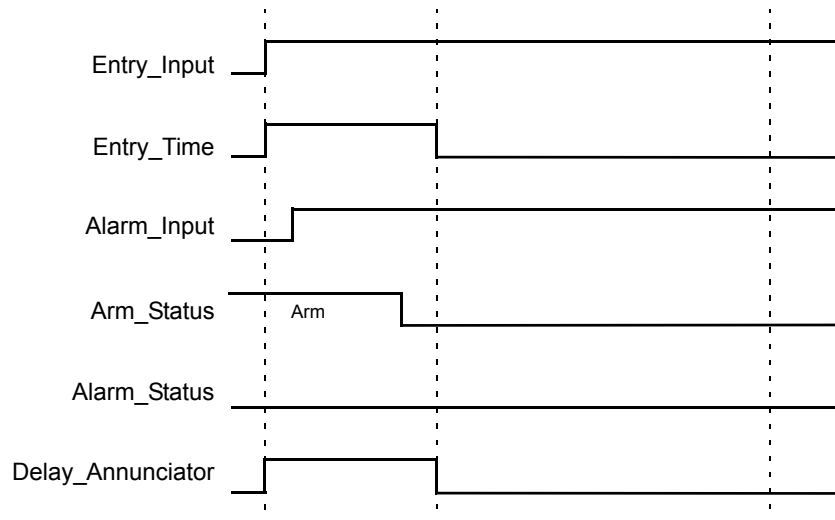 Entry_Input
Entry_Time
Alarm_Input
Arm_Status
Arm
Alarm_Status
Delay_Annunciator